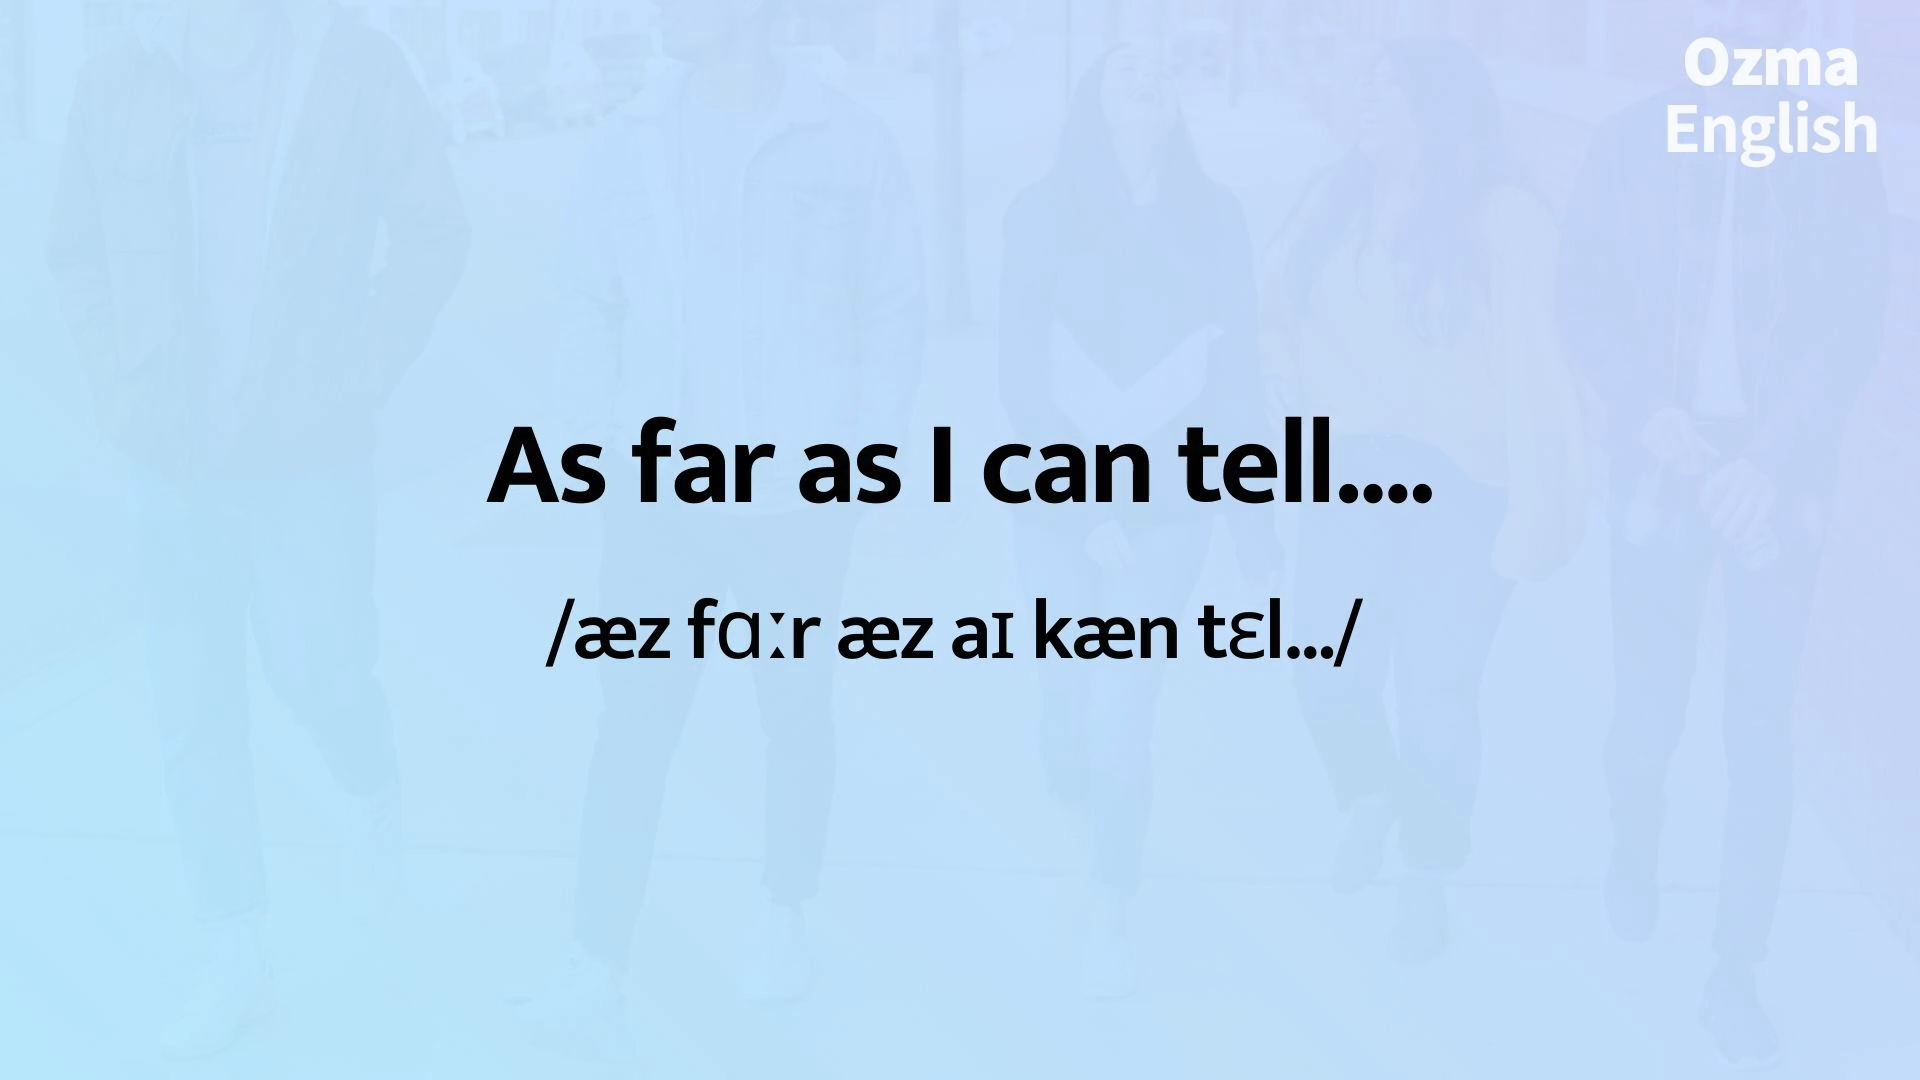 Ozma
English
As far as I can tell....
/æz fɑːr æz aɪ kæn tɛl.../